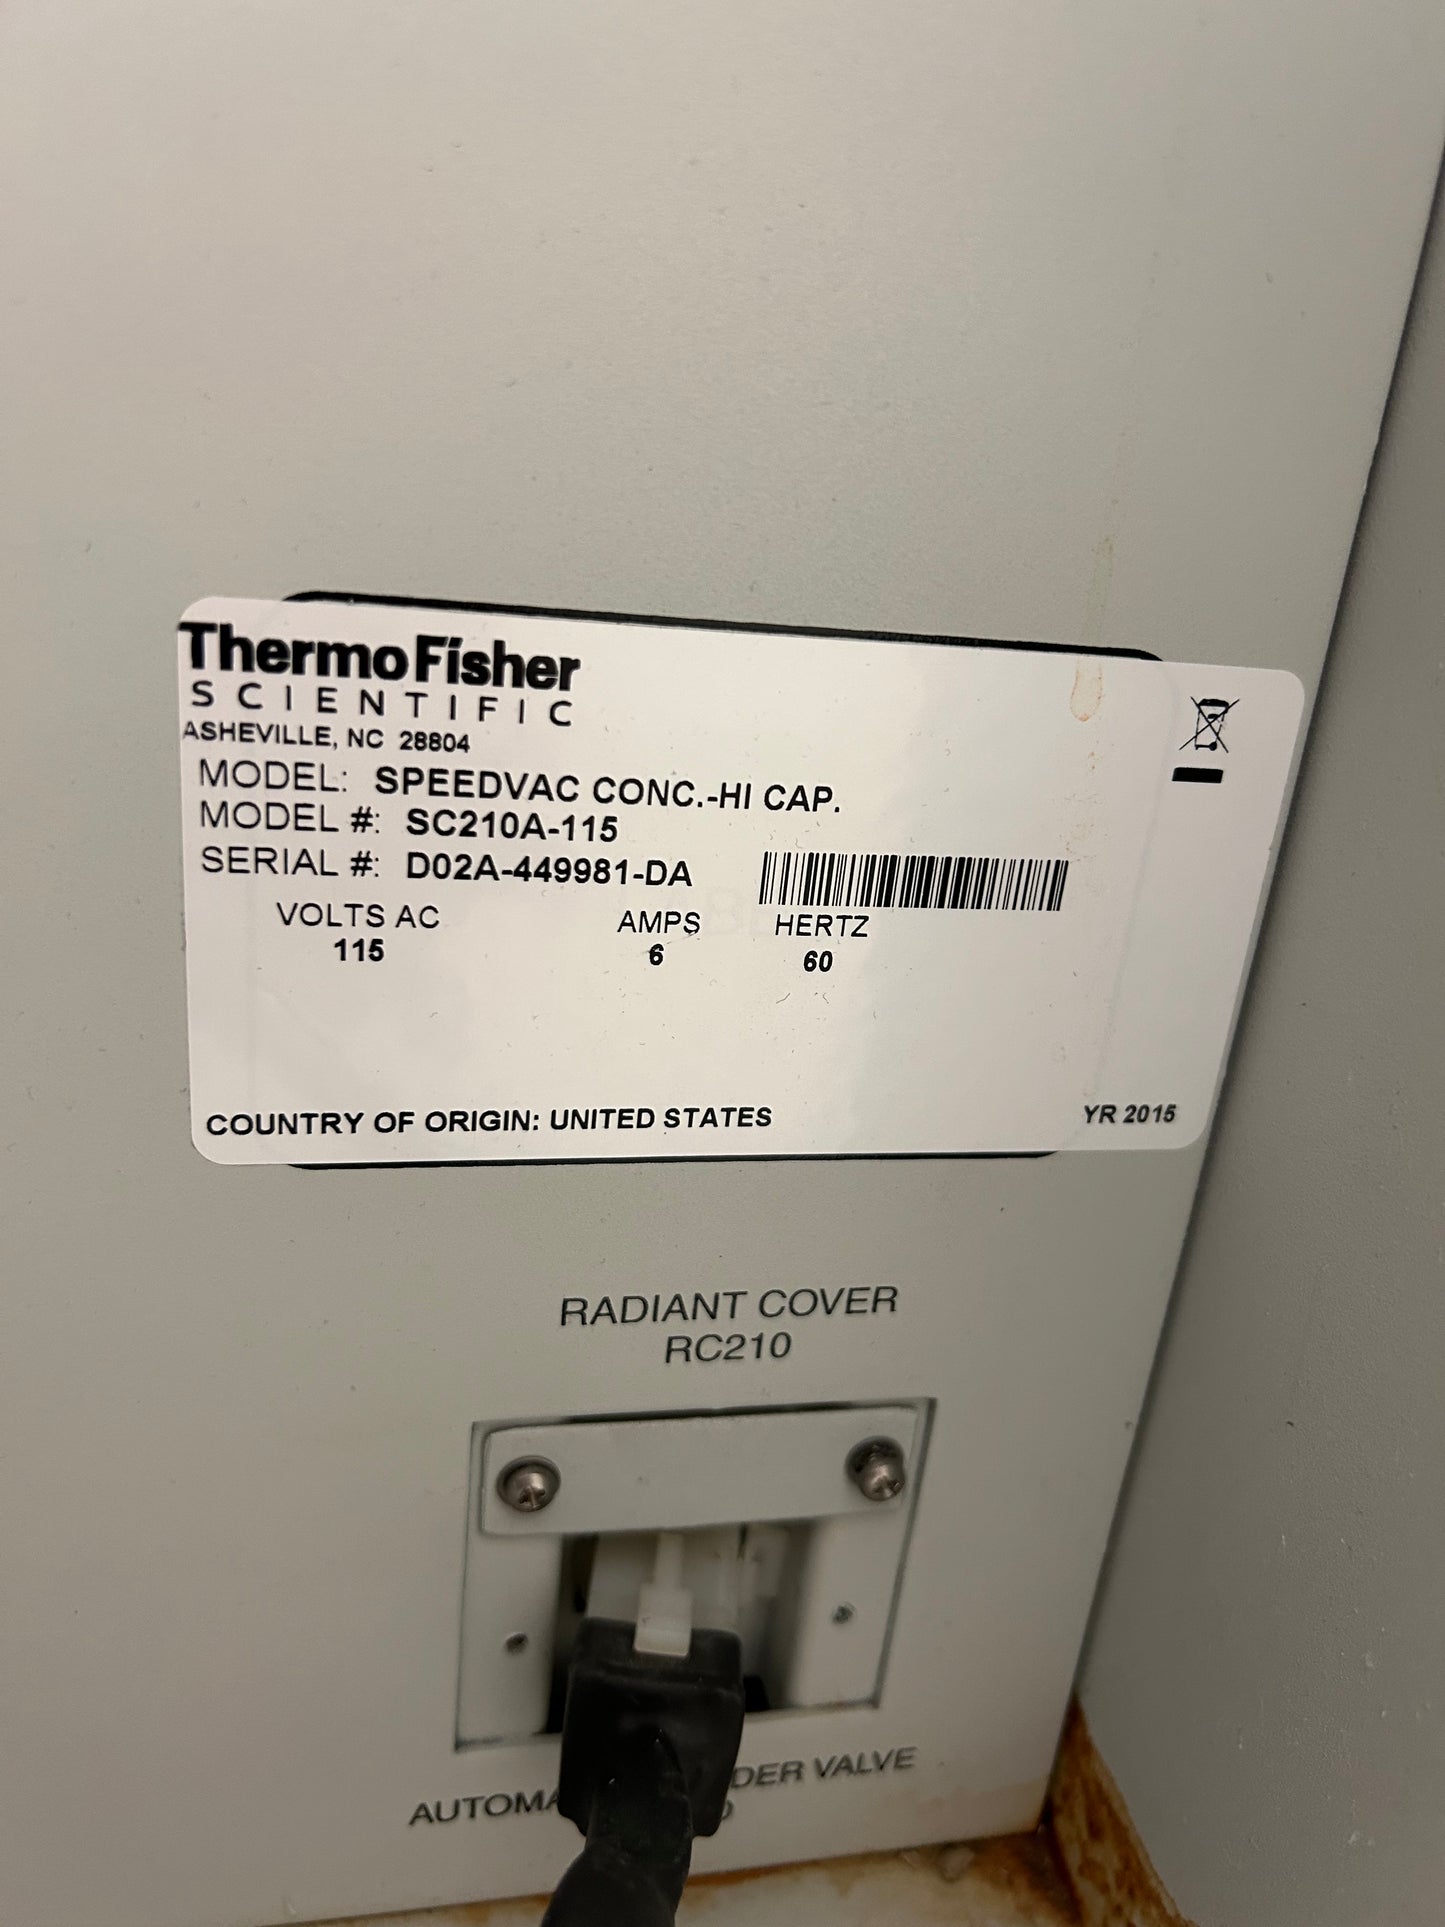 ThermoFisher
SCIENTIFIC
ASHEVILLE, NC 28804
MODEL: SPEEDVAC CONC.-HI CAP.
MODEL #: SC210A-115
SERIAL #: D02A-449981-DA
VOLTS AC AMPS HERTZ
115 6 60
COUNTRY OF ORIGIN: UNITED STATES YR 2015
RADIANT COVER
RC210
VALVE